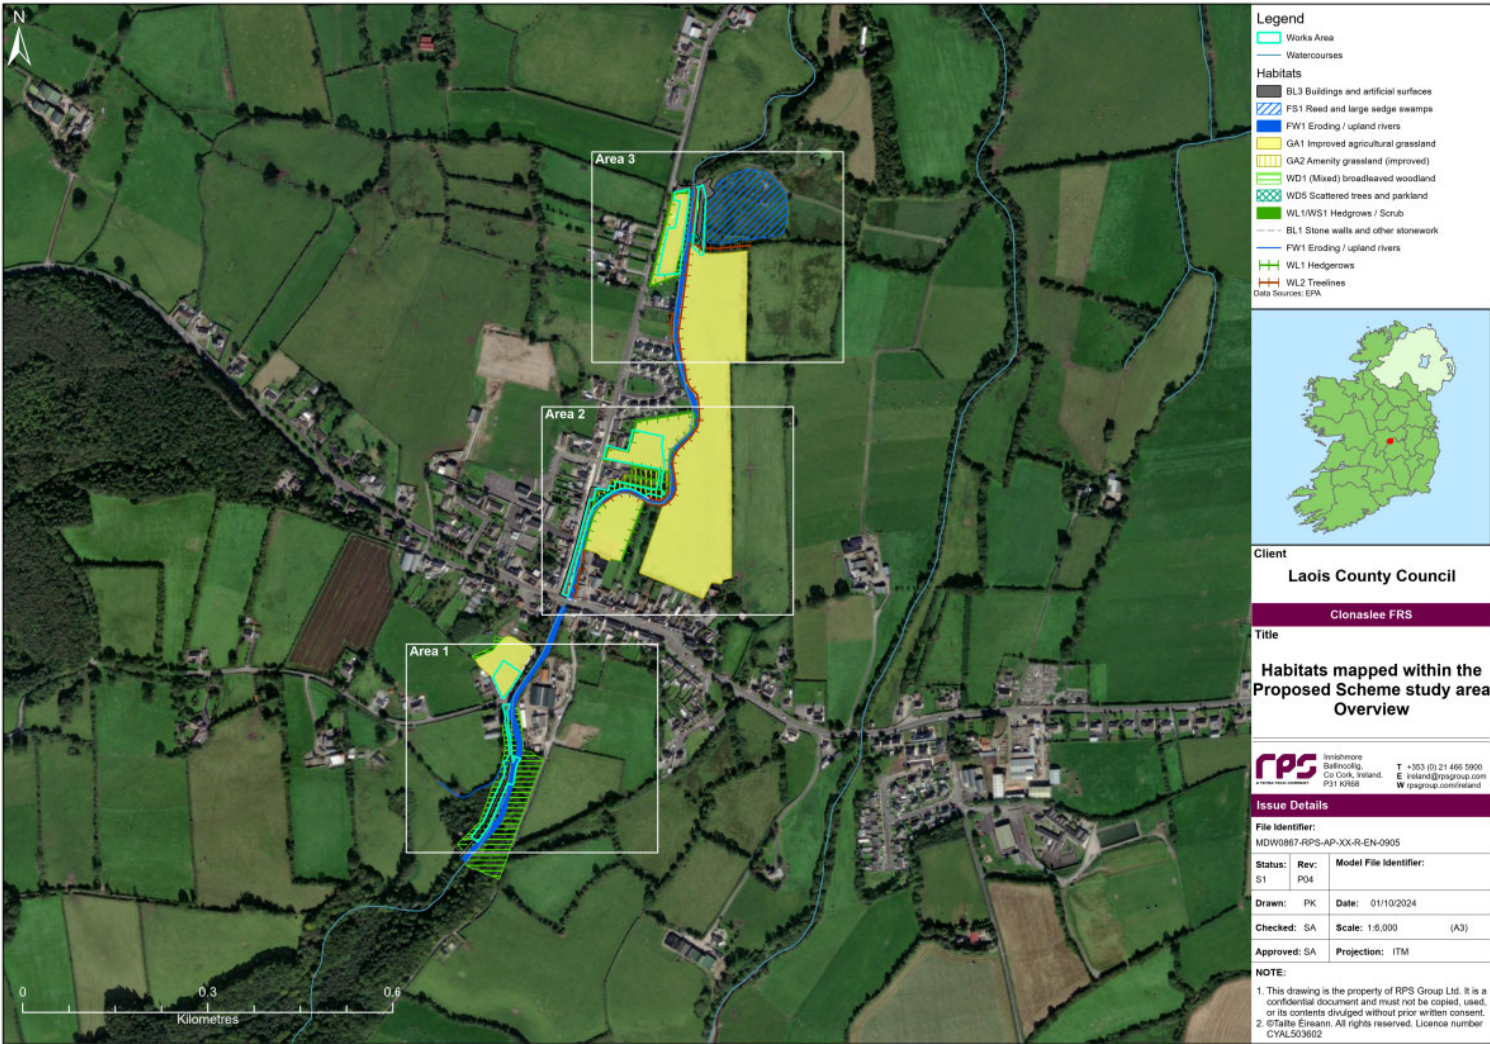 N
Area 3
Area 2
Area 1
0 0.3 0.6
Kilometres
Legend
Works Area
Watercourses
Habitats
BL3 Buildings and artificial surfaces
FS1 Reed and large sedge swamps
FW1 Eroding / upland rivers
GA1 Improved agricultural grassland
GA2 Amenity grassland (improved)
WD1 (Mixed) broadleaved woodland
WD5 Scattered trees and parkland
WL1/WS1 Hedgrows / Scrub
BL1 Stone walls and other stonework
FW1 Eroding / upland rivers
WL1 Hedgerows
WL2 Treelines
Data Sources: EPA
Client
Laois County Council
Clonaslee FRS
Title
Habitats mapped within the
Proposed Scheme study area
Overview
rps
A TETRA TECH COMPANY
Innishmore
Ballincollig,
Co Cork, Ireland.
P31 KR68
T +353 (0) 21 466 5900
E ireland@rpsgroup.com
W rpsgroup.com/ireland
Issue Details
File Identifier:
MDW0867-RPS-AP-XX-R-EN-0905
Status: Rev: Model File Identifier:
S1 P04
Drawn: PK Date: 01/10/2024
Checked: SA Scale: 1:6,000 (A3)
Approved: SA Projection: ITM
NOTE:
1. This drawing is the property of RPS Group Ltd. It is a
confidential document and must not be copied, used,
or its contents divulged without prior written consent.
2. ©Tailte Éireann. All rights reserved. Licence number
CYAL503602